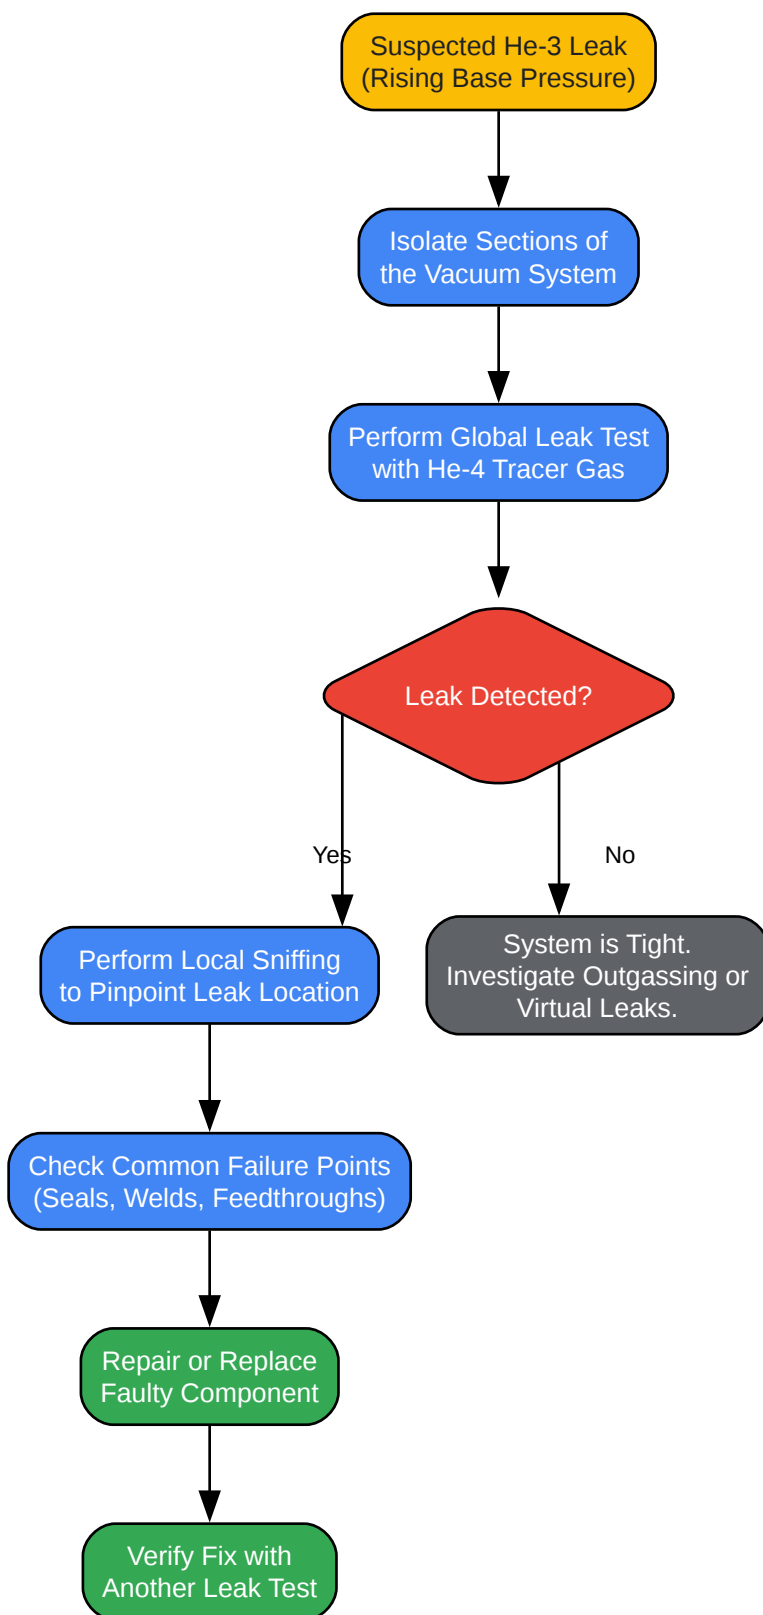 Suspected He-3 Leak
(Rising Base Pressure)
Isolate Sections of
the Vacuum System
Perform Global Leak Test
with He-4 Tracer Gas
Leak Detected?
Yes
No
Perform Local Sniffing
to Pinpoint Leak Location
System is Tight.
Investigate Outgassing or
Virtual Leaks.
Check Common Failure Points
(Seals, Welds, Feedthroughs)
Repair or Replace
Faulty Component
Verify Fix with
Another Leak Test